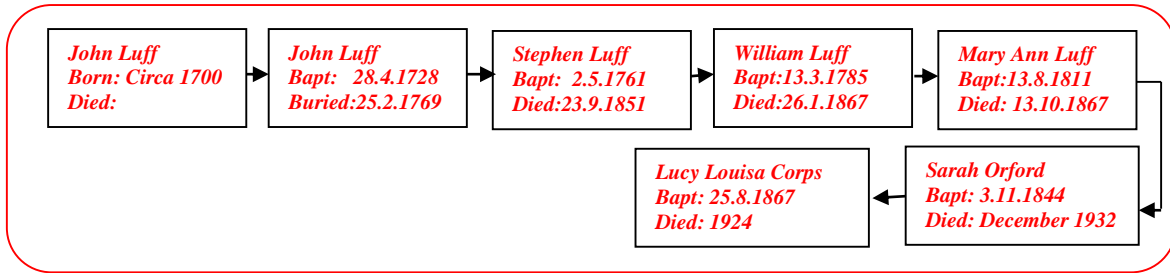 John Luff
Born: Circa 1700
Died:
John Luff
Bapt: 28.4.1728
Buried:25.2.1769
Stephen Luff
Bapt: 2.5.1761
Died:23.9.1851
William Luff
Bapt:13.3.1785
Died:26.1.1867
Mary Ann Luff
Bapt:13.8.1811
Died: 13.10.1867
Sarah Orford
Bapt: 3.11.1844
Died: December 1932
Lucy Louisa Corps
Bapt: 25.8.1867
Died: 1924